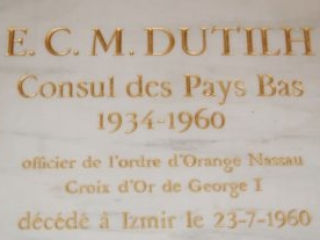 E. C. M. DUTILH
Consul des Pays Bas
1934-1960
officier de l'ordre d'Orange Nassau
Croix d'Or de George I
décédé â Izmir le 23-7-1960